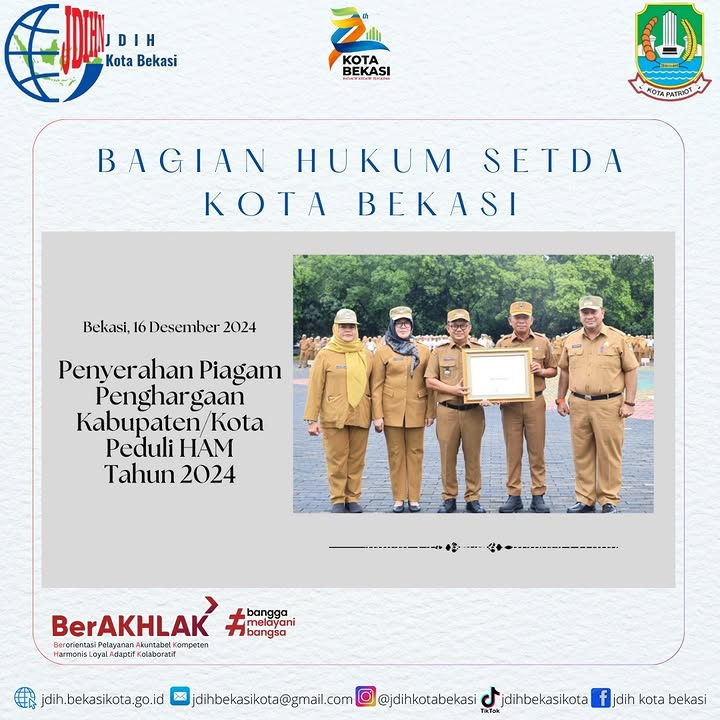 JDIHN
J D I H
Kota Bekasi
th
KOTA
BEKASI
KOTA PATRIOT
BAGIAN HUKUM SETDA
KOTA BEKASI
Bekasi, 16 Desember 2024
Penyerahan Piagam
Penghargaan
Kabupaten/Kota
Peduli HAM
Tahun 2024
BerAKHLAK
Berorientasi Pelayanan Akuntabel Kompeten
Harmonis Loyal Adaptif Kolaboratif
#bangga
melayani
bangsa
jdih.bekasikota.go.id jdihbekasikota@gmail.com @jdihkotabekasi TikTok jdihbekasikota jdih kota bekasi